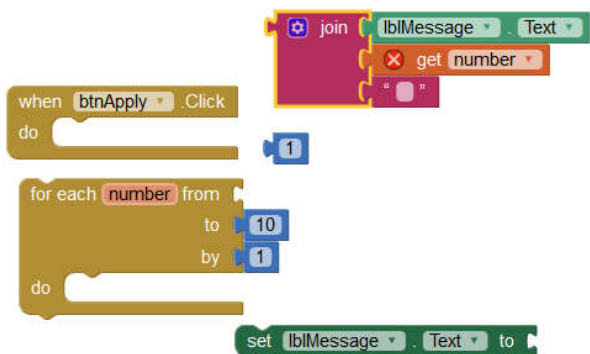 join lblMessage . Text
get number
“ ”
when btnApply .Click
do
1
for each number from
to 10
by 1
do
set lblMessage . Text to